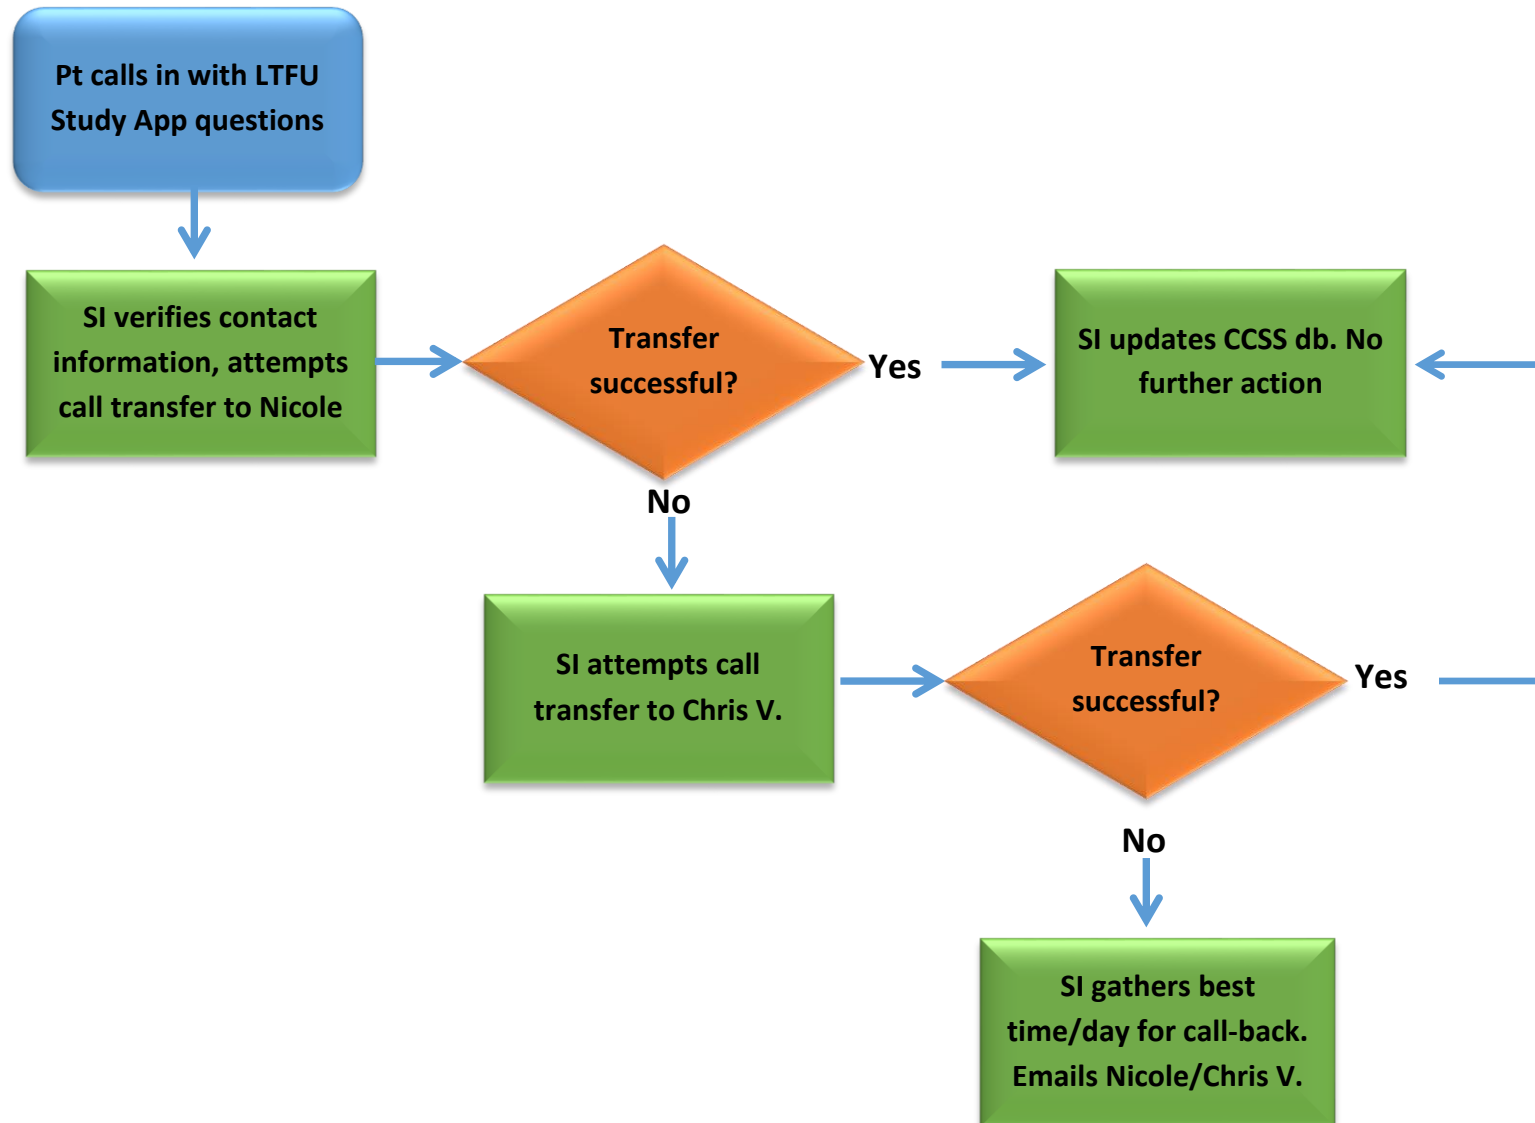 Pt calls in with LTFU
Study App questions
SI verifies contact
information, attempts
call transfer to Nicole
Transfer
successful?
Yes
SI updates CCSS db. No
further action
No
SI attempts call
transfer to Chris V.
Transfer
successful?
Yes
No
SI gathers best
time/day for call-back.
Emails Nicole/Chris V.